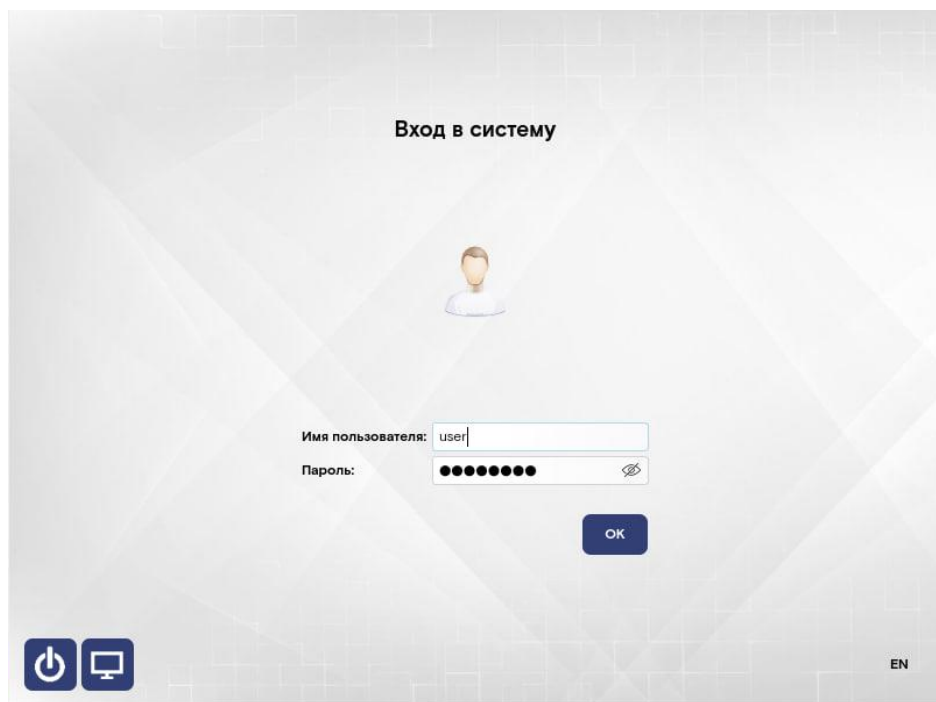 Вход в систему
Имя пользователя: user
Пароль: ●●●●●●●●
OK
EN